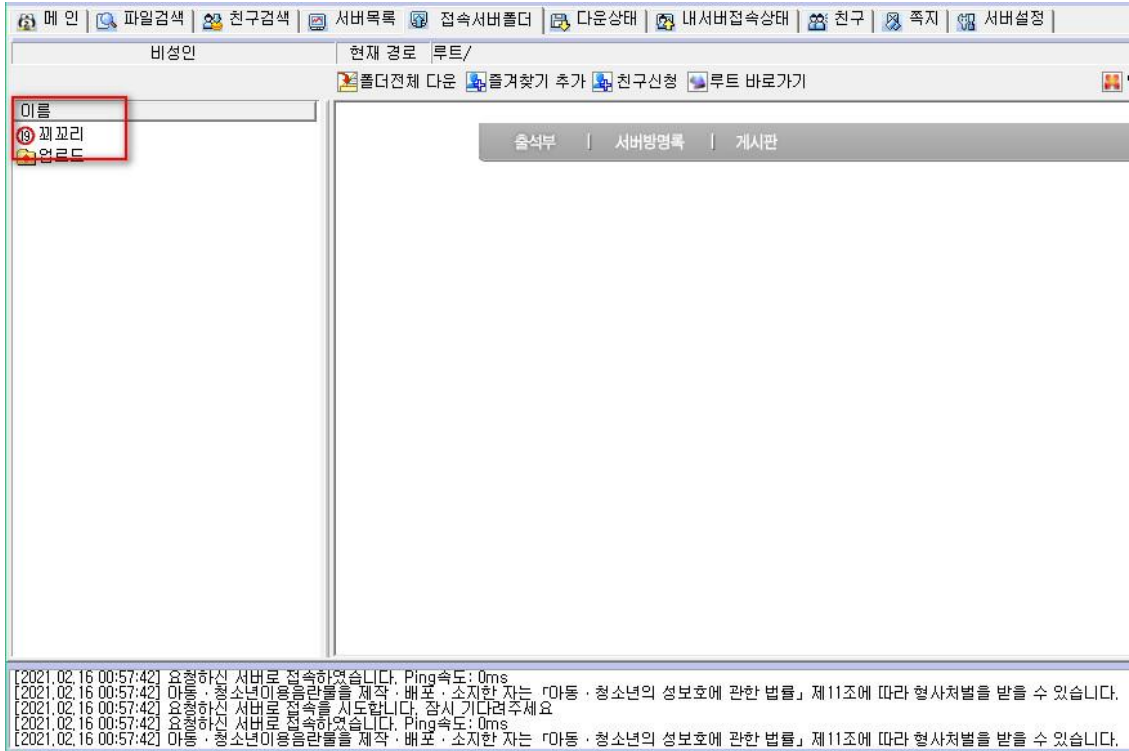 메 인 파일검색 친구검색 서버목록 접속서버폴더 다운상태 내서버접속상태 친구 쪽지 서버설정
비성인 현재 경로 루트/
폴더전체 다운 즐겨찾기 추가 친구신청 루트 바로가기
이름
19 꾀꼬리
업로드
출석부 | 서버방명록 | 게시판
[2021,02,16 00:57:42] 요청하신 서버로 접속하였습니다, Ping속도: 0ms
[2021,02,16 00:57:42] 아동·청소년이용음란물을 제작·배포·소지한 자는 「아동·청소년의 성보호에 관한 법률」 제11조에 따라 형사처벌을 받을 수 있습니다,
[2021,02,16 00:57:42] 요청하신 서버로 접속을 시도합니다, 잠시 기다려주세요
[2021,02,16 00:57:42] 요청하신 서버로 접속하였습니다, Ping속도: 0ms
[2021,02,16 00:57:42] 아동·청소년이용음란물을 제작·배포·소지한 자는 「아동·청소년의 성보호에 관한 법률」 제11조에 따라 형사처벌을 받을 수 있습니다,